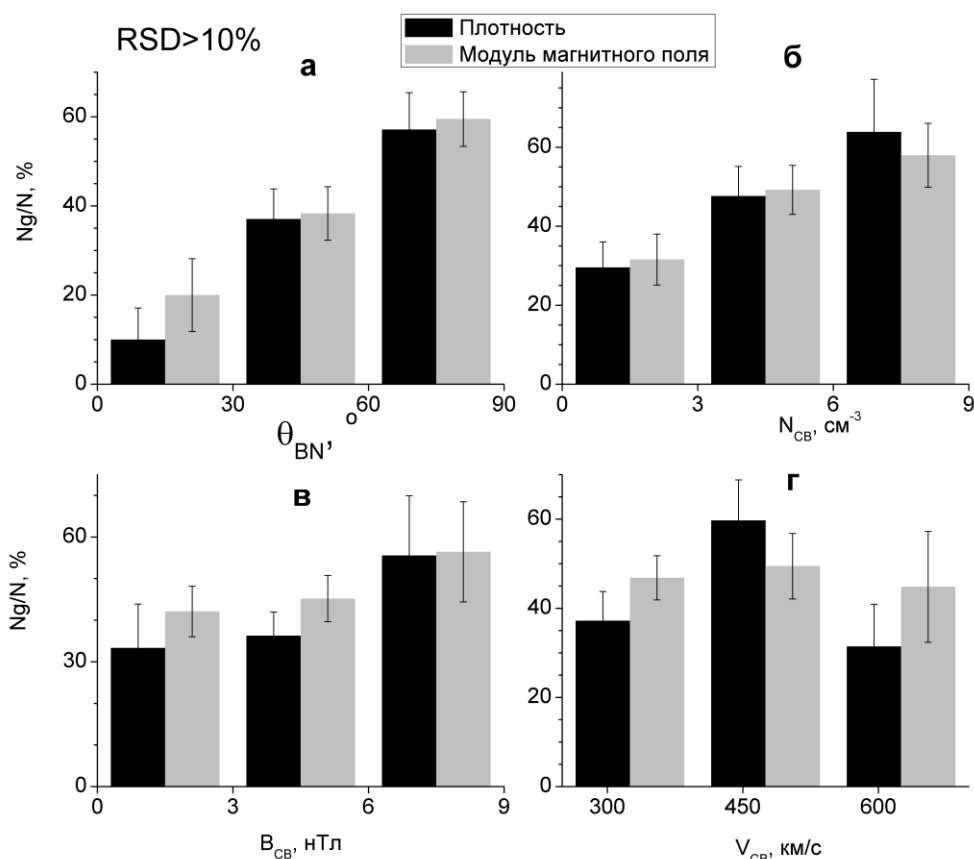 RSD>10%
Плотность
Модуль магнитного поля
а
б
Ng/N, %
60
40
20
0
0
30
60
90
θBN, °
60
40
20
0
0
3
6
9
NСВ, см-3
в
г
Ng/N, %
60
30
0
0
3
6
9
BСВ, нТл
60
40
20
0
300
450
600
VСВ, км/с